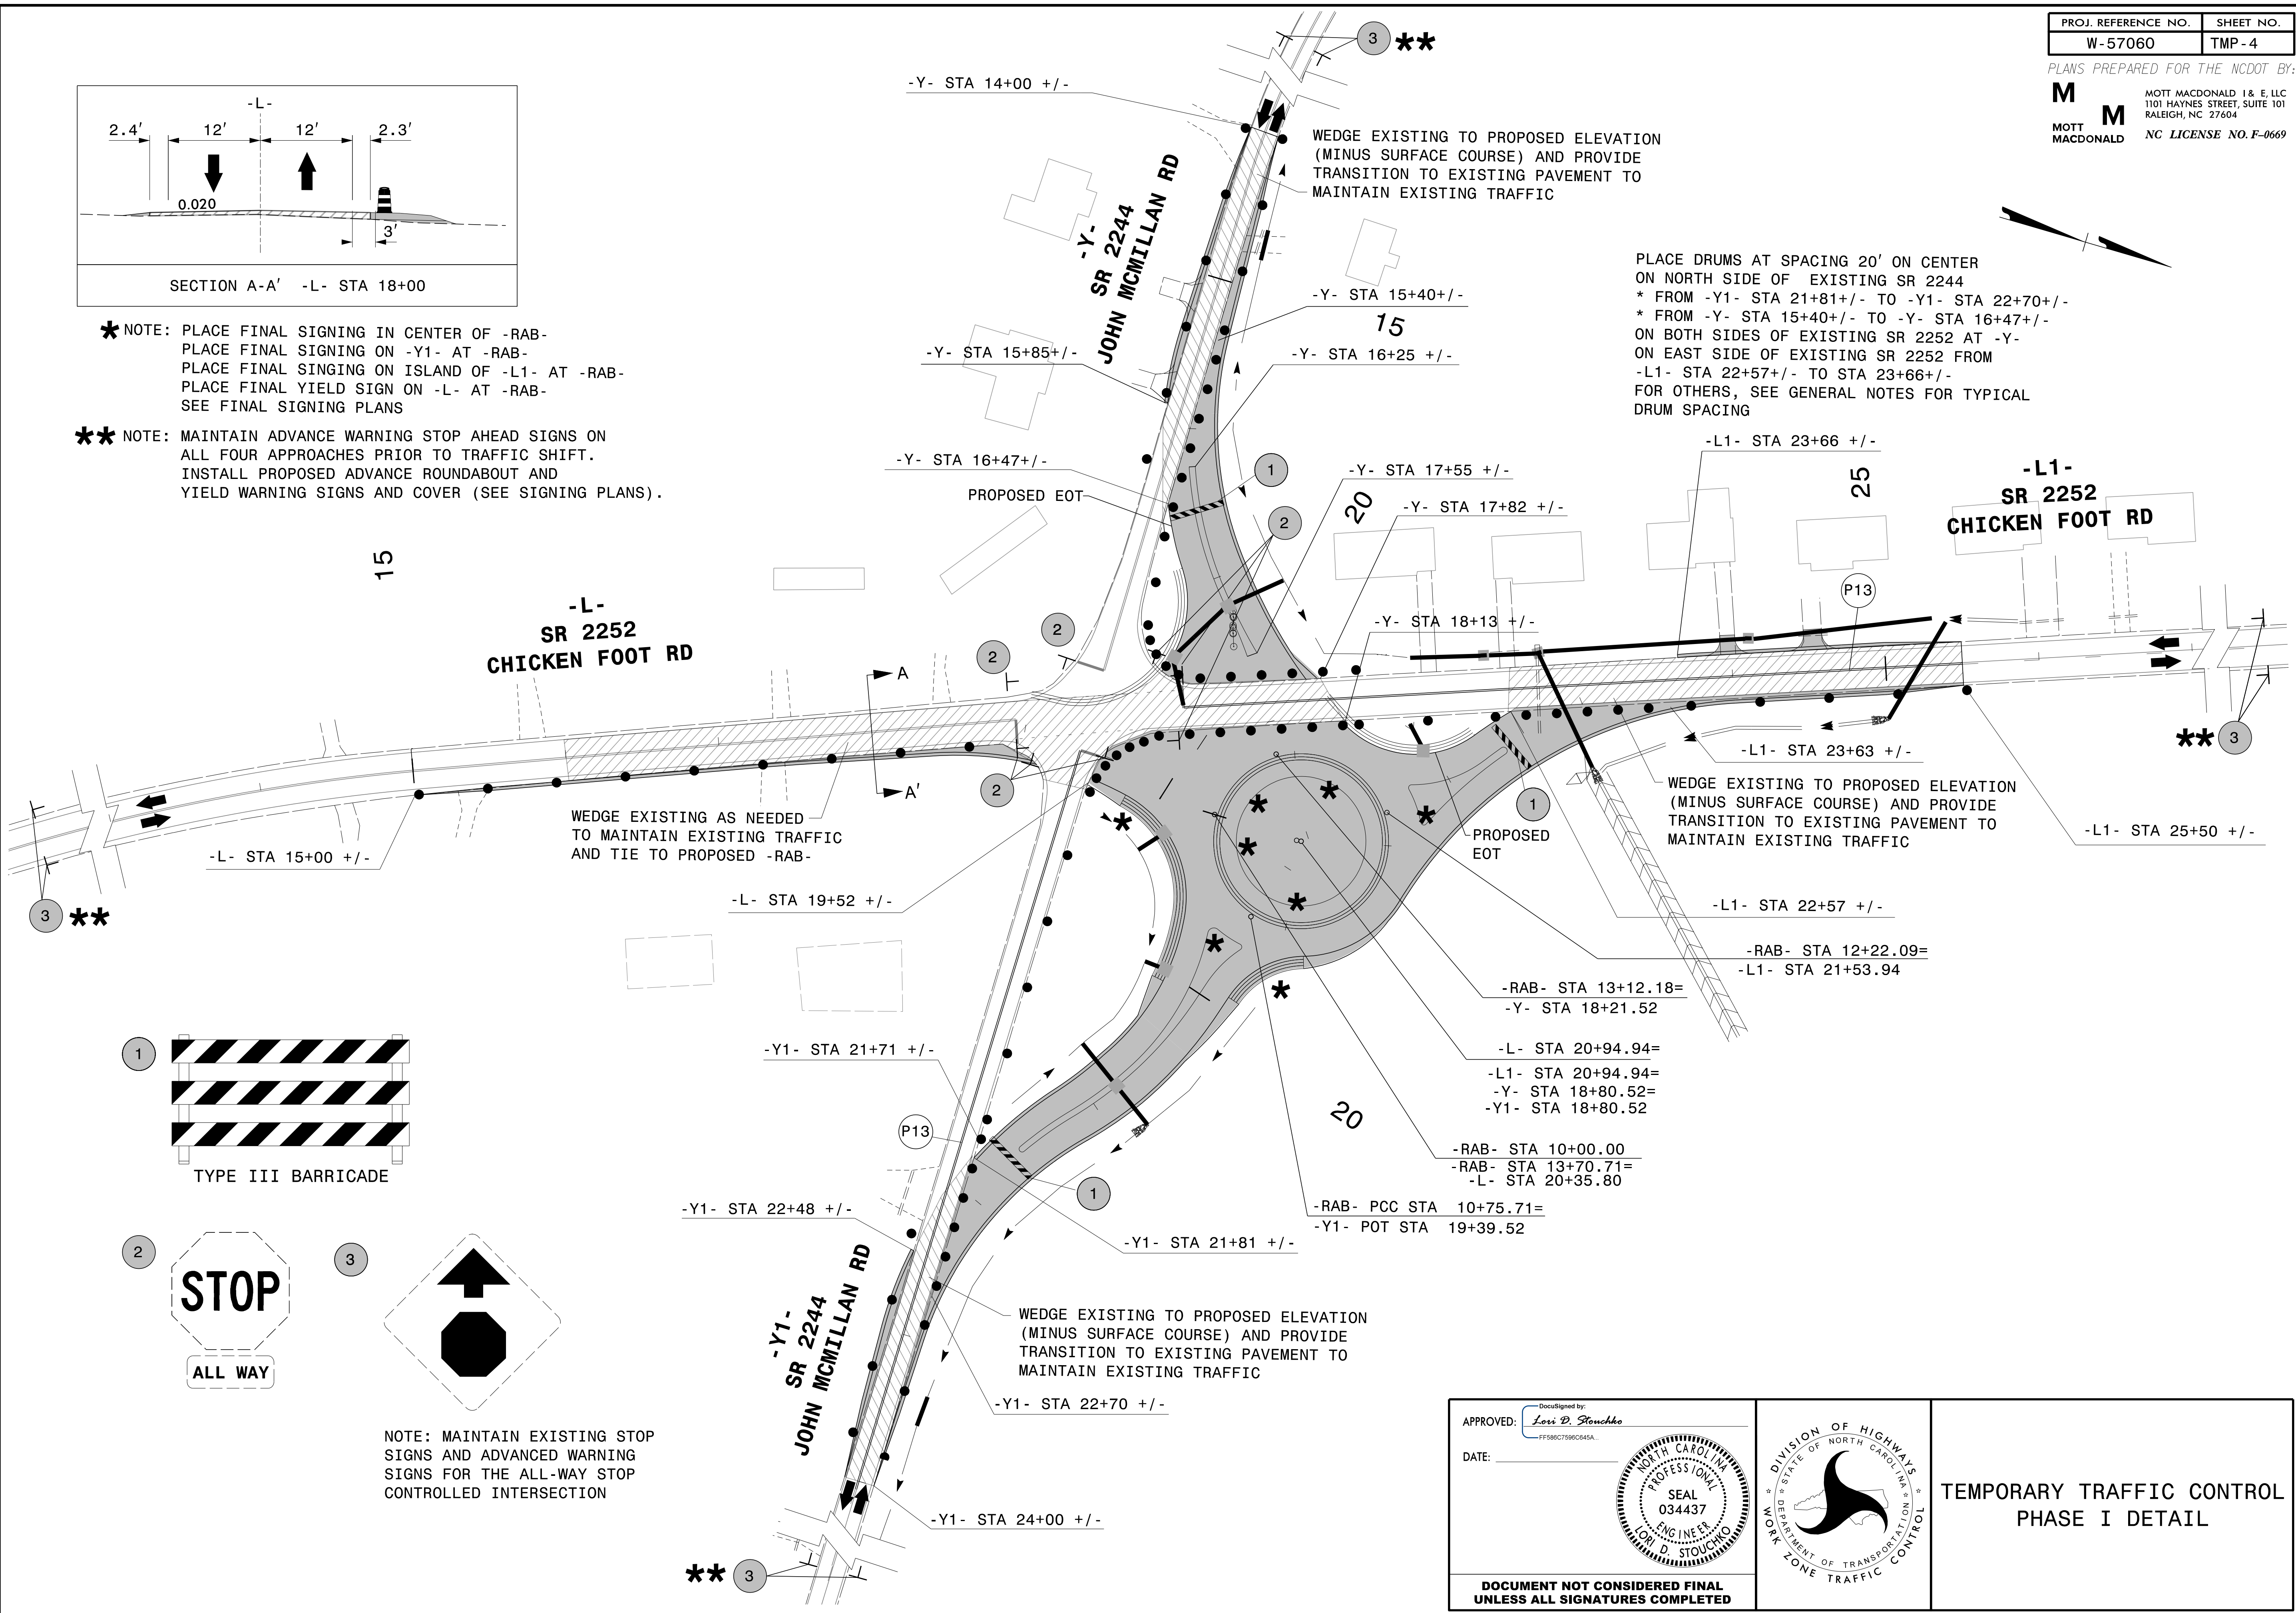 PROJ. REFERENCE NO.
SHEET NO.
W-57060
TMP-4
PLANS PREPARED FOR THE NCDOT BY:
M
M
MOTT
MACDONALD
MOTT MACDONALD I & E, LLC
1101 HAYNES STREET, SUITE 101
RALEIGH, NC 27604
NC LICENSE NO. F-0669
-L-
2.4'
12'
12'
2.3'
0.020
3'
SECTION A-A' -L- STA 18+00
* NOTE: PLACE FINAL SIGNING IN CENTER OF -RAB-
PLACE FINAL SIGNING ON -Y1- AT -RAB-
PLACE FINAL SINGING ON ISLAND OF -L1- AT -RAB-
PLACE FINAL YIELD SIGN ON -L- AT -RAB-
SEE FINAL SIGNING PLANS
** NOTE: MAINTAIN ADVANCE WARNING STOP AHEAD SIGNS ON
ALL FOUR APPROACHES PRIOR TO TRAFFIC SHIFT.
INSTALL PROPOSED ADVANCE ROUNDABOUT AND
YIELD WARNING SIGNS AND COVER (SEE SIGNING PLANS).
3 **
-Y- STA 14+00 +/-
WEDGE EXISTING TO PROPOSED ELEVATION
(MINUS SURFACE COURSE) AND PROVIDE
TRANSITION TO EXISTING PAVEMENT TO
MAINTAIN EXISTING TRAFFIC
-Y-
SR 2244
JOHN MCMILLAN RD
-Y- STA 15+40+/-
15
-Y- STA 15+85+/-
-Y- STA 16+25 +/-
PLACE DRUMS AT SPACING 20' ON CENTER
ON NORTH SIDE OF EXISTING SR 2244
* FROM -Y1- STA 21+81+/- TO -Y1- STA 22+70+/-
* FROM -Y- STA 15+40+/- TO -Y- STA 16+47+/-
ON BOTH SIDES OF EXISTING SR 2252 AT -Y-
ON EAST SIDE OF EXISTING SR 2252 FROM
-L1- STA 22+57+/- TO STA 23+66+/-
FOR OTHERS, SEE GENERAL NOTES FOR TYPICAL
DRUM SPACING
-L1- STA 23+66 +/-
-Y- STA 16+47+/-
PROPOSED EOT
1
-Y- STA 17+55 +/-
20
-Y- STA 17+82 +/-
2
25
-L1-
SR 2252
CHICKEN FOOT RD
15
-L-
SR 2252
CHICKEN FOOT RD
2
2
-Y- STA 18+13 +/-
P13
A
A'
2
** 3
-L1- STA 23+63 +/-
WEDGE EXISTING TO PROPOSED ELEVATION
(MINUS SURFACE COURSE) AND PROVIDE
TRANSITION TO EXISTING PAVEMENT TO
MAINTAIN EXISTING TRAFFIC
-L1- STA 25+50 +/-
1
PROPOSED
EOT
WEDGE EXISTING AS NEEDED
TO MAINTAIN EXISTING TRAFFIC
AND TIE TO PROPOSED -RAB-
-L- STA 15+00 +/-
3 **
-L- STA 19+52 +/-
*
*
*
*
*
*
*
*
-L1- STA 22+57 +/-
-RAB- STA 12+22.09=
-L1- STA 21+53.94
-RAB- STA 13+12.18=
-Y- STA 18+21.52
-L- STA 20+94.94=
-L1- STA 20+94.94=
-Y- STA 18+80.52=
-Y1- STA 18+80.52
20
-RAB- STA 10+00.00
-RAB- STA 13+70.71=
-L- STA 20+35.80
-RAB- PCC STA 10+75.71=
-Y1- POT STA 19+39.52
-Y1- STA 21+71 +/-
P13
1
-Y1- STA 22+48 +/-
-Y1- STA 21+81 +/-
-Y1-
SR 2244
JOHN MCMILLAN RD
WEDGE EXISTING TO PROPOSED ELEVATION
(MINUS SURFACE COURSE) AND PROVIDE
TRANSITION TO EXISTING PAVEMENT TO
MAINTAIN EXISTING TRAFFIC
-Y1- STA 22+70 +/-
-Y1- STA 24+00 +/-
** 3
1
TYPE III BARRICADE
2
STOP
ALL WAY
3
NOTE: MAINTAIN EXISTING STOP
SIGNS AND ADVANCED WARNING
SIGNS FOR THE ALL-WAY STOP
CONTROLLED INTERSECTION
APPROVED:
DocuSigned by:
Lori D. Stouchko
FF586C7596C645A...
DATE:
NORTH CAROLINA
PROFESSIONAL
SEAL
034437
ENGINEER
LORI D. STOUCHKO
DOCUMENT NOT CONSIDERED FINAL
UNLESS ALL SIGNATURES COMPLETED
DIVISION OF HIGHWAYS
STATE OF NORTH CAROLINA
DEPARTMENT OF TRANSPORTATION
WORK ZONE TRAFFIC CONTROL
TEMPORARY TRAFFIC CONTROL
PHASE I DETAIL